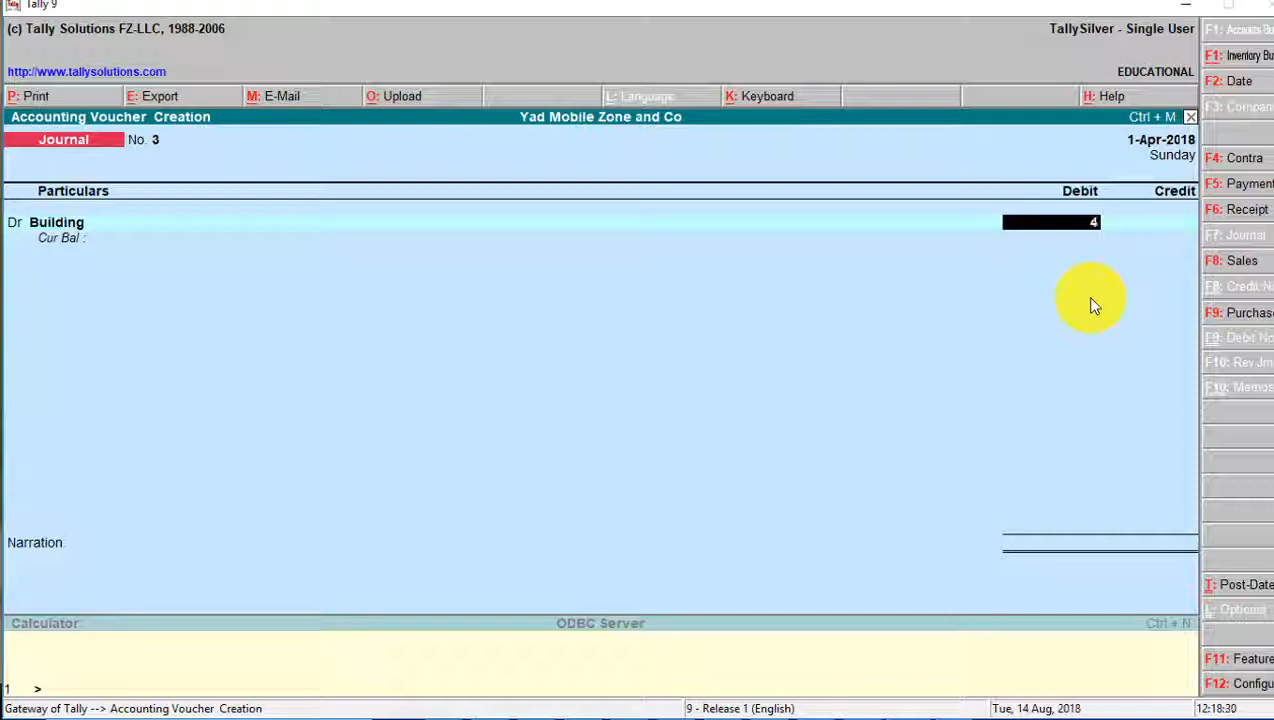 Tally 9
(c) Tally Solutions FZ-LLC, 1988-2006
TallySilver - Single User
http://www.tallysolutions.com
EDUCATIONAL
P: Print E: Export M: E-Mail O: Upload L: Language K: Keyboard H: Help
Accounting Voucher Creation Yad Mobile Zone and Co Ctrl + M
Journal No. 3 1-Apr-2018
Sunday
Particulars Debit Credit
Dr Building 4
Cur Bal :
Narration:
Calculator ODBC Server Ctrl + N
1 >
Gateway of Tally --> Accounting Voucher Creation 9 - Release 1 (English) Tue, 14 Aug, 2018 12:18:30
F1: Accounts Bu
F1: Inventory Bu
F2: Date
F3: Compan
F4: Contra
F5: Payment
F6: Receipt
F7: Journal
F8: Sales
F8: Credit N
F9: Purchas
F9: Debit No
F10: Rev Jrn
F10: Memos
T: Post-Date
L: Options
F11: Feature
F12: Configu